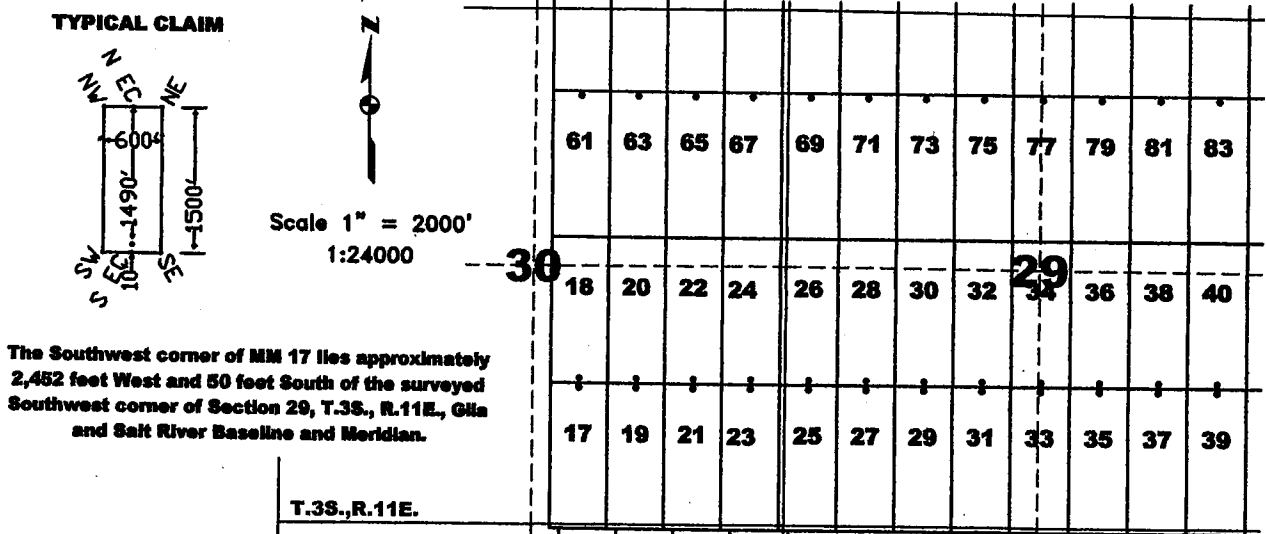 TYPICAL CLAIM
N
NW
EC
NE
600'
1490'
1500'
10'
SW
EC
SE
S
N
Scale 1" = 2000'
1:24000
The Southwest corner of MM 17 lies approximately
2,452 feet West and 50 feet South of the surveyed
Southwest corner of Section 29, T.3S., R.11E., Gila
and Salt River Baseline and Meridian.
T.3S.,R.11E.
61 63 65 67 69 71 73 75 77 79 81 83
30 29
18 20 22 24 26 28 30 32 34 36 38 40
17 19 21 23 25 27 29 31 33 35 37 39